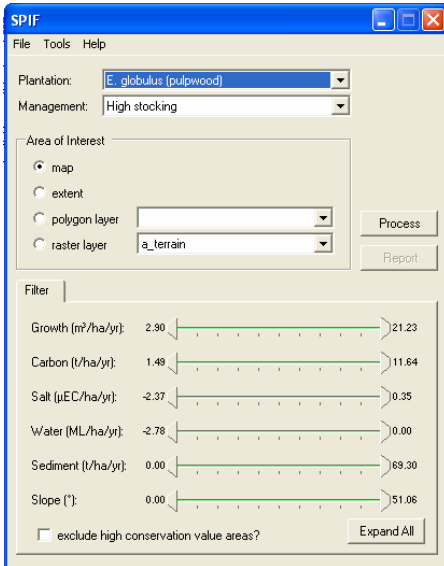 SPIF
File Tools Help
Plantation: E. globulus (pulpwood)
Management: High stocking
Area of Interest
map
extent
polygon layer
raster layer a_terrain
Process
Report
Filter
Growth (m³/ha/yr): 2.90 21.23
Carbon (t/ha/yr): 1.49 11.64
Salt (µEC/ha/yr): -2.37 0.35
Water (ML/ha/yr): -2.78 0.00
Sediment (t/ha/yr): 0.00 69.30
Slope (°): 0.00 51.06
exclude high conservation value areas? Expand All